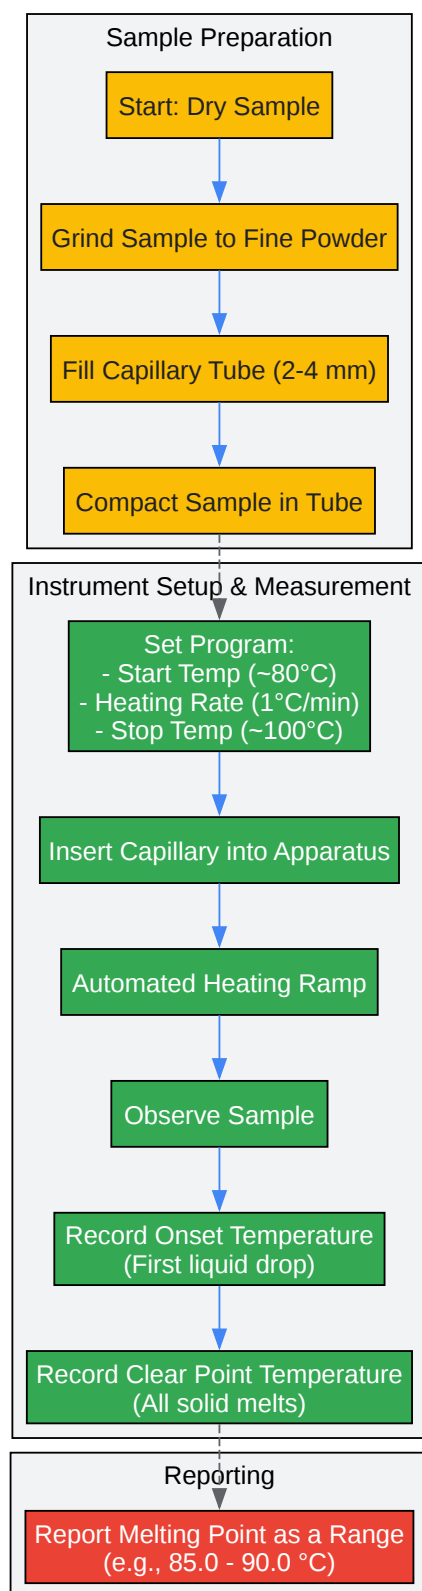 Sample Preparation
Start: Dry Sample
Grind Sample to Fine Powder
Fill Capillary Tube (2-4 mm)
Compact Sample in Tube
Instrument Setup & Measurement
Set Program:
- Start Temp (~80°C)
- Heating Rate (1°C/min)
- Stop Temp (~100°C)
Insert Capillary into Apparatus
Automated Heating Ramp
Observe Sample
Record Onset Temperature
(First liquid drop)
Record Clear Point Temperature
(All solid melts)
Reporting
Report Melting Point as a Range
(e.g., 85.0 - 90.0 °C)